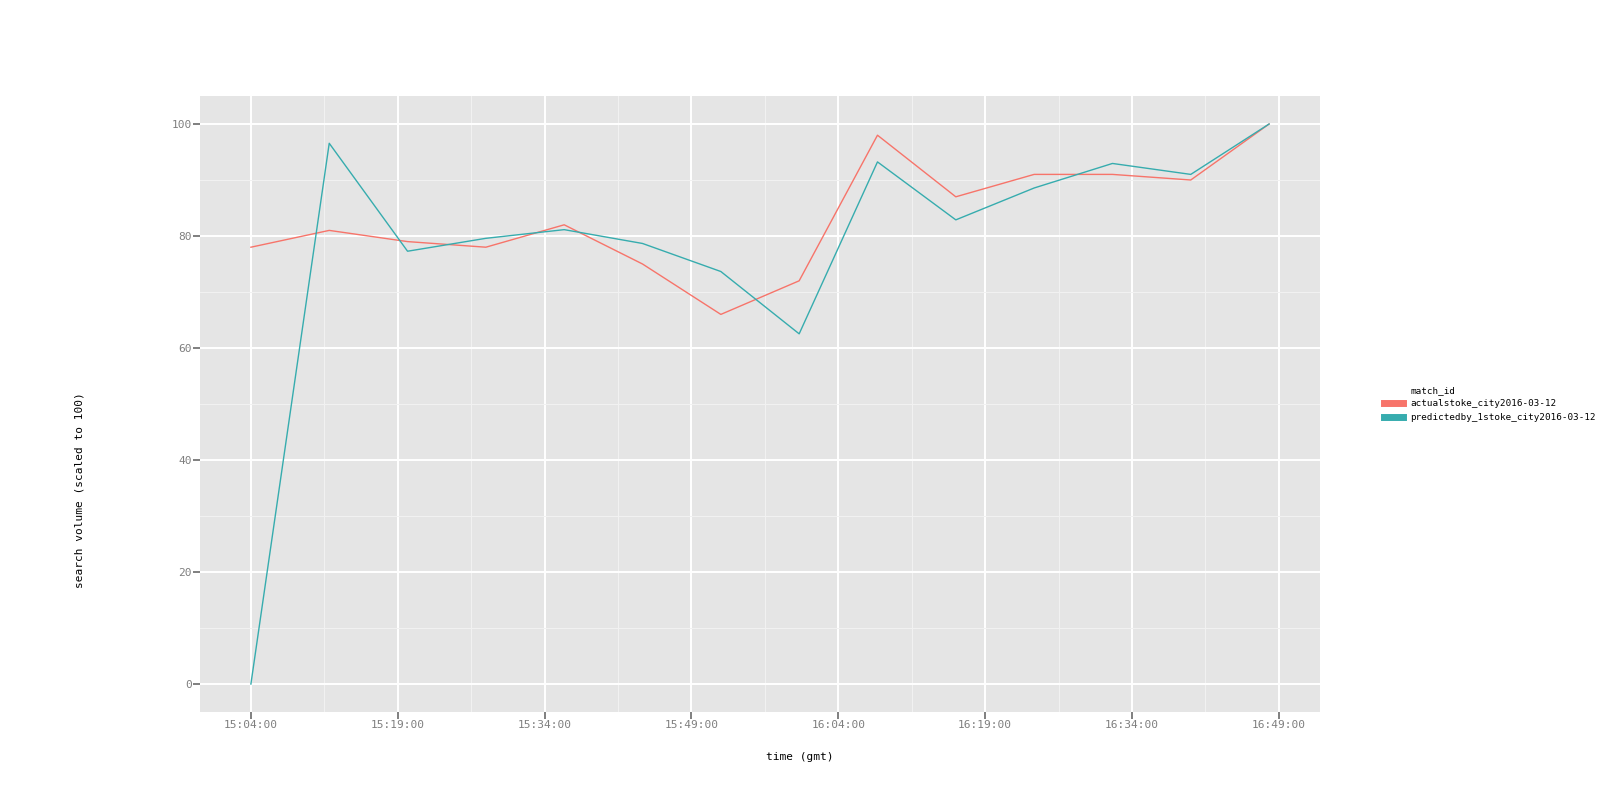 100
80
60
40
20
0
search volume (scaled to 100)
15:04:00 15:19:00 15:34:00 15:49:00 16:04:00 16:19:00 16:34:00 16:49:00
time (gmt)
match_id
actualstoke_city2016-03-12
predictedby_1stoke_city2016-03-12